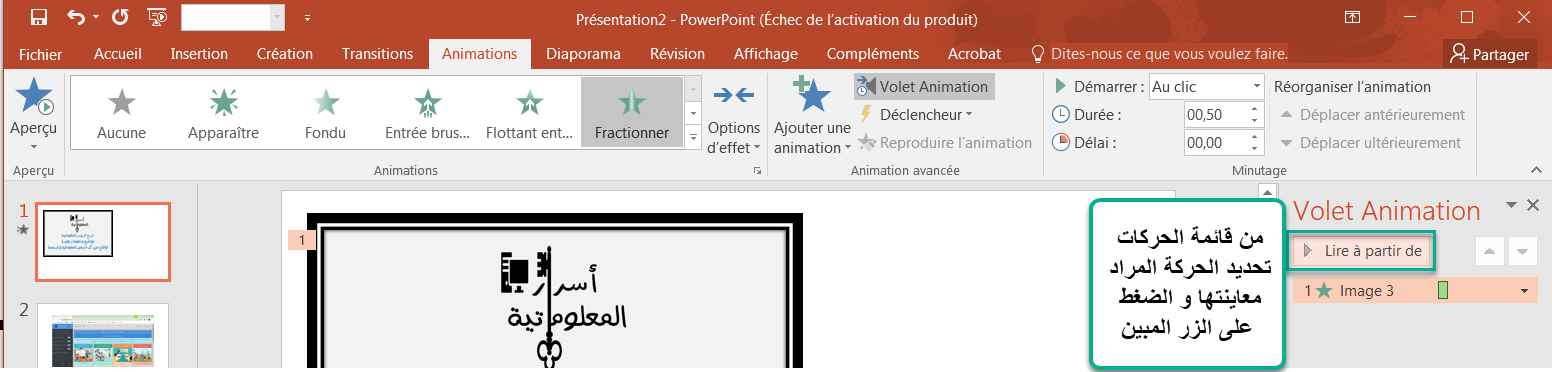 Présentation2 - PowerPoint (Échec de l'activation du produit)
Fichier Accueil Insertion Création Transitions Animations Diaporama Révision Affichage Compléments Acrobat Dites-nous ce que vous voulez faire. Partager
Aperçu
Aucune Apparaître Fondu Entrée brus... Flottant ent... Fractionner
Options d'effet
Ajouter une animation
Volet Animation
Déclencheur
Reproduire l'animation
Démarrer : Au clic
Durée : 00,50
Délai : 00,00
Réorganiser l'animation
Déplacer antérieurement
Déplacer ultérieurement
Aperçu Animations Animation avancée Minutage
1
2
1
أسرار
المعلوماتية
من قائمة الحركات
تحديد الحركة المراد
معاينتها و الضغط
على الزر المبين
Volet Animation
Lire à partir de
1 Image 3